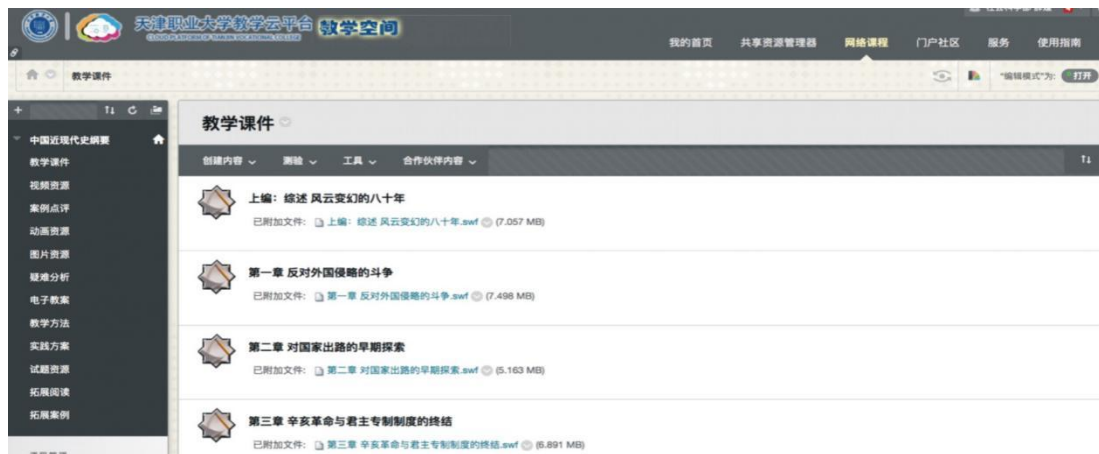 天津职业大学教学云平台 教学空间
我的首页 共享资源管理器 网络课程 门户社区 服务 使用指南
教学课件 "编辑模式"为: 打开
中国近现代史纲要
教学课件
视频资源
案例点评
动画资源
图片资源
疑难分析
电子教案
教学方法
实践方案
试题资源
拓展阅读
拓展案例
教学课件
创建内容 测验 工具 合作伙伴内容
上编：综述 风云变幻的八十年
已附加文件: 上编：综述 风云变幻的八十年.swf (7.057 MB)
第一章 反对外国侵略的斗争
已附加文件: 第一章 反对外国侵略的斗争.swf (7.498 MB)
第二章 对国家出路的早期探索
已附加文件: 第二章 对国家出路的早期探索.swf (5.163 MB)
第三章 辛亥革命与君主专制制度的终结
已附加文件: 第三章 辛亥革命与君主专制制度的终结.swf (6.891 MB)